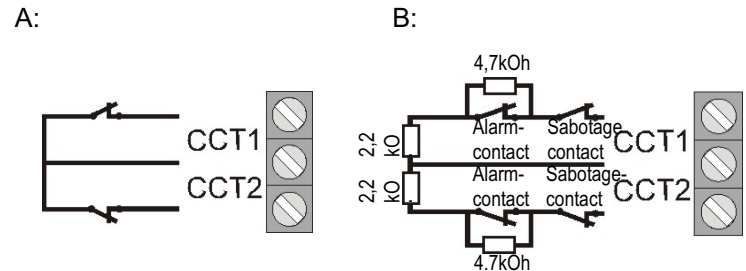 A:
B:
CCT1
CCT2
4,7kOh
2,2
kO
2,2
kO
Alarm-
contact
Sabotage
contact
CCT1
Alarm-
contact
Sabotage-
contact
CCT2
4,7kOh